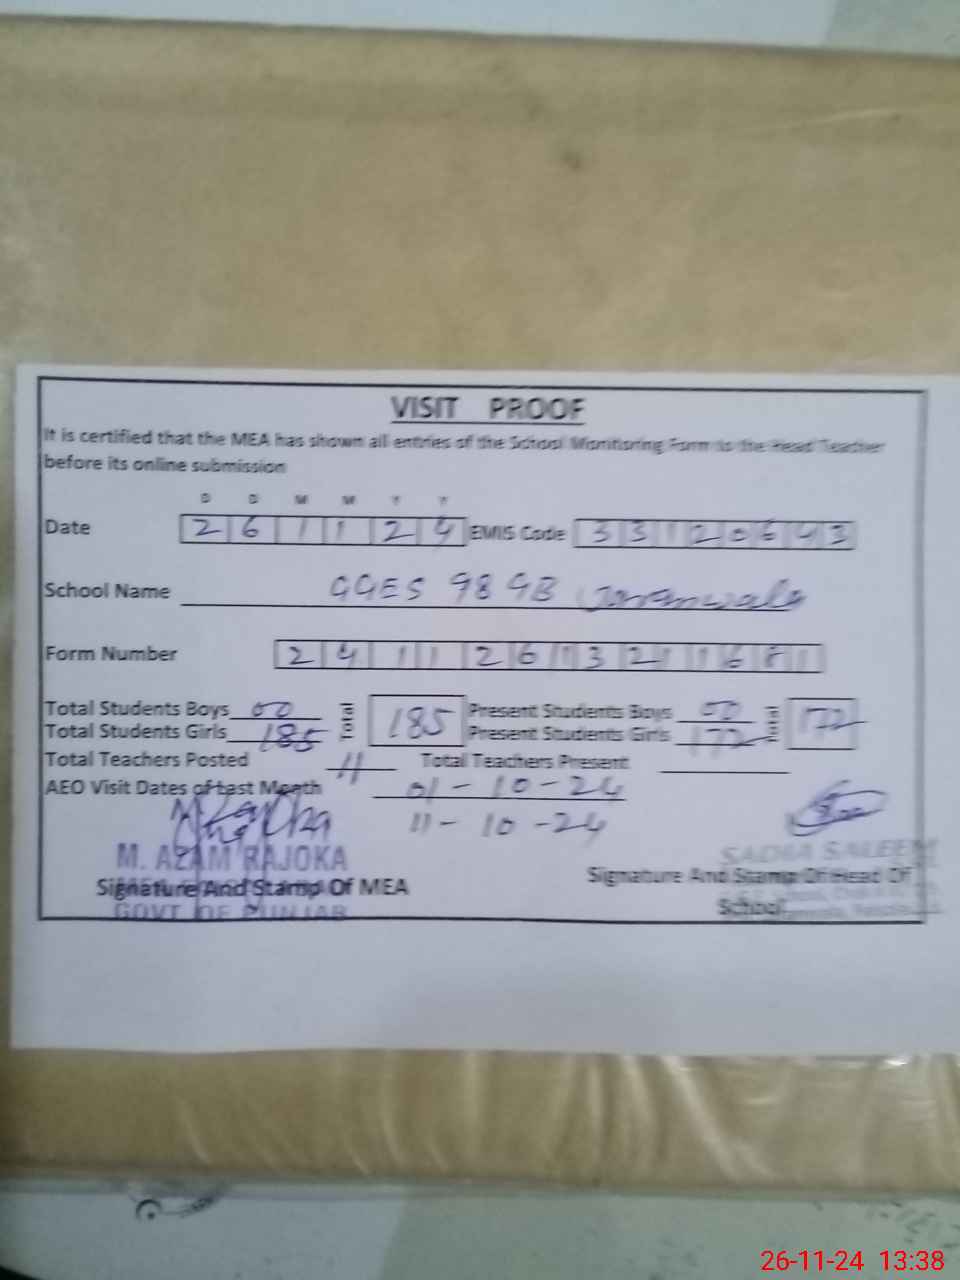 VISIT PROOF
It is certified that the MEA has shown all entries of the School Monitoring Form to the Head Teacher
before its online submission
D D M M Y Y
Date 2 6 1 1 2 4 EMIS Code 3 3 1 2 0 6 4 3
School Name GGES 98 GB Jaranwala
Form Number 2 4 1 1 2 6 1 3 2 1 1 6 8 1
Total Students Boys 00 Total 185 Present Students Boys 00 Total 172
Total Students Girls 185 Present Students Girls 172
Total Teachers Posted 11 Total Teachers Present
AEO Visit Dates of Last Month 01-10-24
11-10-24
M. AZAM RAJOKA
SADIA SALEEM
Signature And Stamp Of MEA Signature And Stamp Of Head Of
School
GOVT OF PUNJAB
26-11-24 13:38